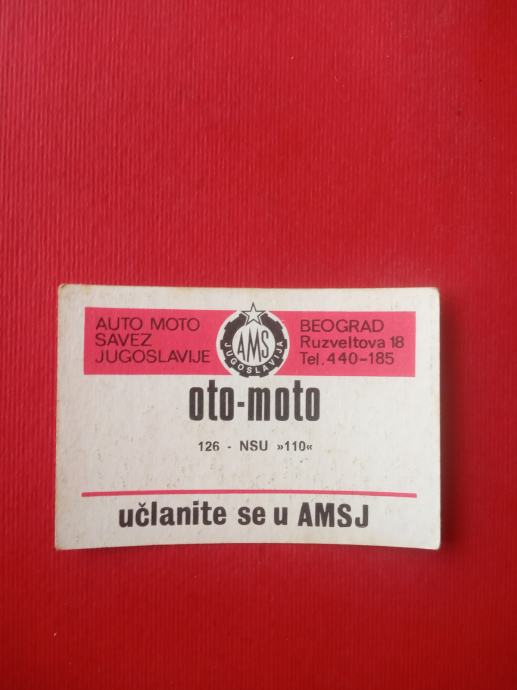 AUTO MOTO
SAVEZ
JUGOSLAVIJE
AMS
JUGOSLAVIJA
BEOGRAD
Ruzveltova 18
Tel. 440-185
oto-moto
126 - NSU »110«
učlanite se u AMSJ